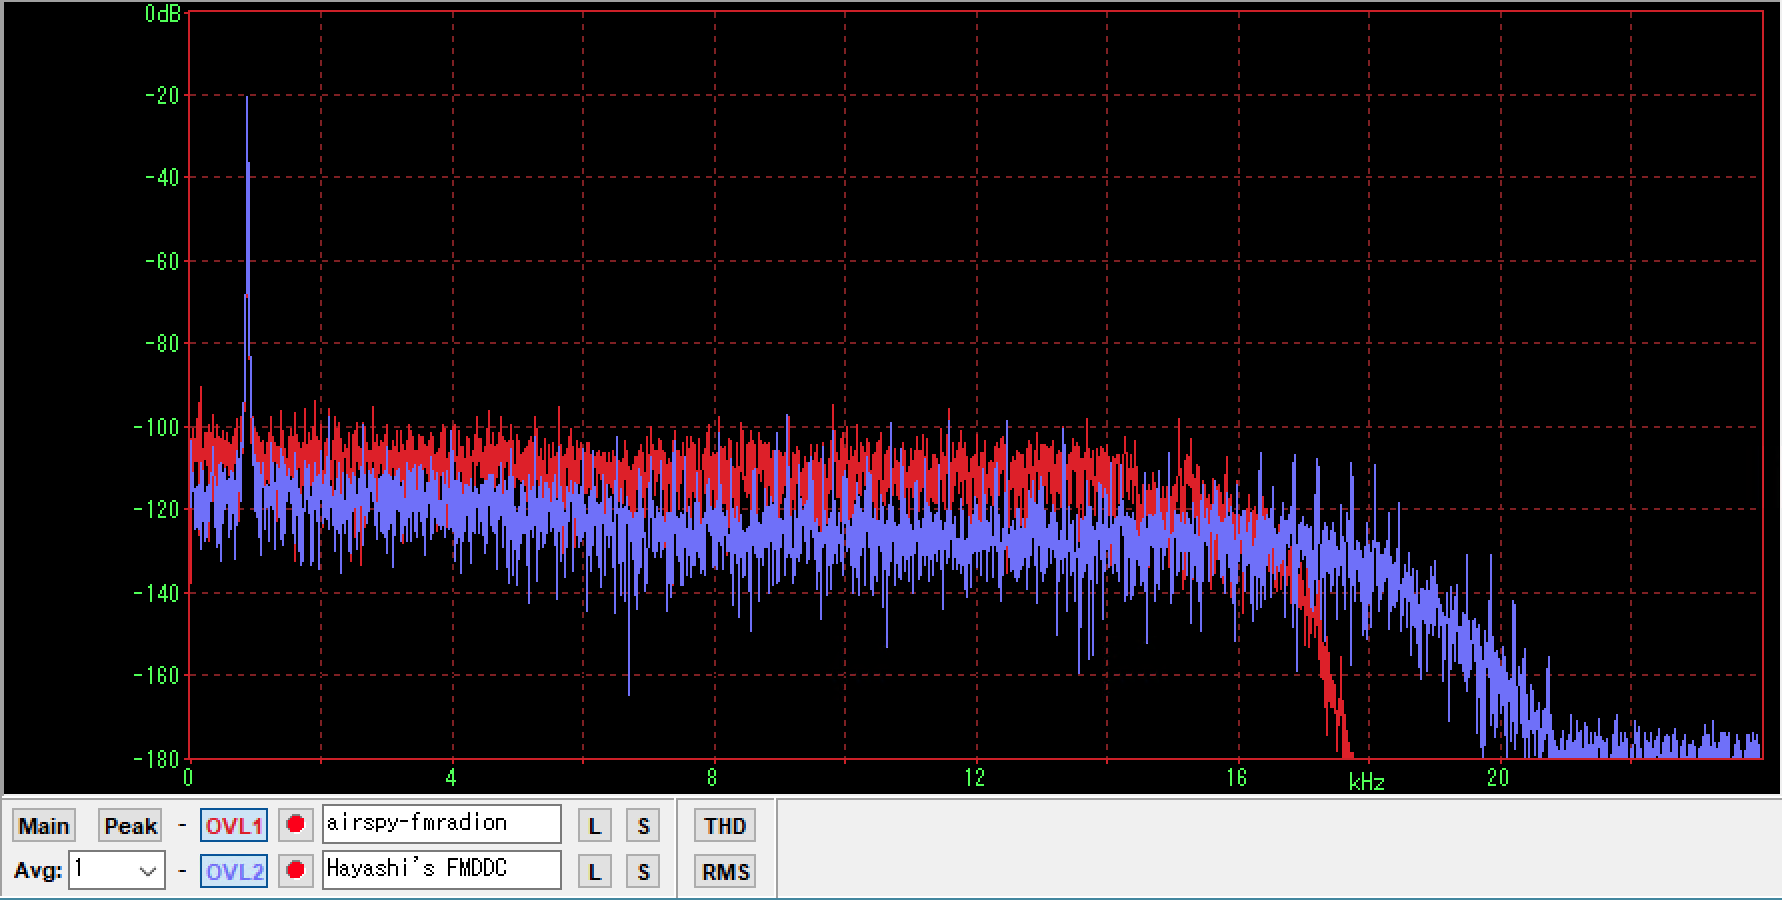 0dB
-20
-40
-60
-80
-100
-120
-140
-160
-180
0 4 8 12 16 kHz 20
Main Peak - OVL1 airspy-fmradion L S THD
Avg: 1 - OVL2 Hayashi's FMDDC L S RMS